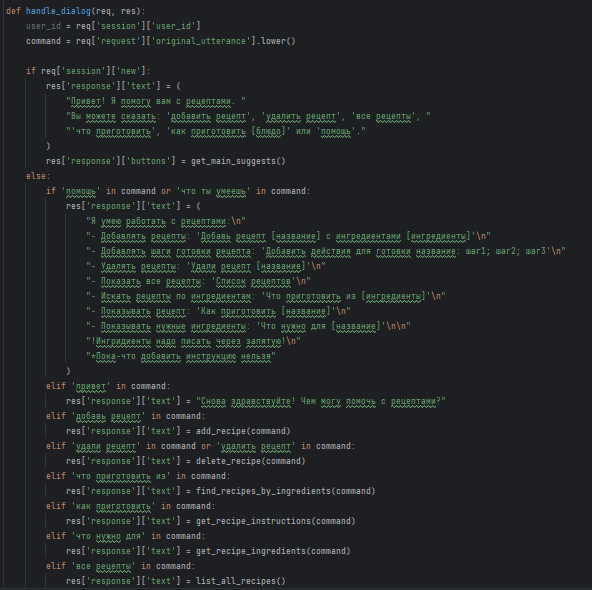 def handle_dialog(req, res):
    user_id = req['session']['user_id']
    command = req['request']['original_utterance'].lower()

    if req['session']['new']:
        res['response']['text'] = (
            "Привет! Я помогу вам с рецептами. "
            "Вы можете сказать: 'добавить рецепт', 'удалить рецепт', 'все рецепты', "
            "'что приготовить', 'как приготовить [блюдо]' или 'помощь'."
        )
        res['response']['buttons'] = get_main_suggests()
    else:
        if 'помощь' in command or 'что ты умеешь' in command:
            res['response']['text'] = (
                "Я умею работать с рецептами:\n"
                "- Добавлять рецепты: 'Добавь рецепт [название] с ингредиентами [ингредиенты]'\n"
                "- Добавлять шаги готовки рецепта: 'Добавить действия для готовки название: шаг1; шаг2; шаг3'\n"
                "- Удалять рецепты: 'Удали рецепт [название]'\n"
                "- Показать все рецепты: 'Список рецептов'\n"
                "- Искать рецепты по ингредиентам: 'Что приготовить из [ингредиенты]'\n"
                "- Показывать рецепт: 'Как приготовить [название]'\n"
                "- Показывать нужные ингредиенты: 'Что нужно для [название]'\n\n"
                "!Ингридиенты надо писать через запятую!\n"
                "*Пока-что добавить инструкцию нельзя"
            )
        elif 'привет' in command:
            res['response']['text'] = "Снова здравствуйте! Чем могу помочь с рецептами?"
        elif 'добавь рецепт' in command:
            res['response']['text'] = add_recipe(command)
        elif 'удали рецепт' in command or 'удалить рецепт' in command:
            res['response']['text'] = delete_recipe(command)
        elif 'что приготовить из' in command:
            res['response']['text'] = find_recipes_by_ingredients(command)
        elif 'как приготовить' in command:
            res['response']['text'] = get_recipe_instructions(command)
        elif 'что нужно для' in command:
            res['response']['text'] = get_recipe_ingredients(command)
        elif 'все рецепты' in command:
            res['response']['text'] = list_all_recipes()